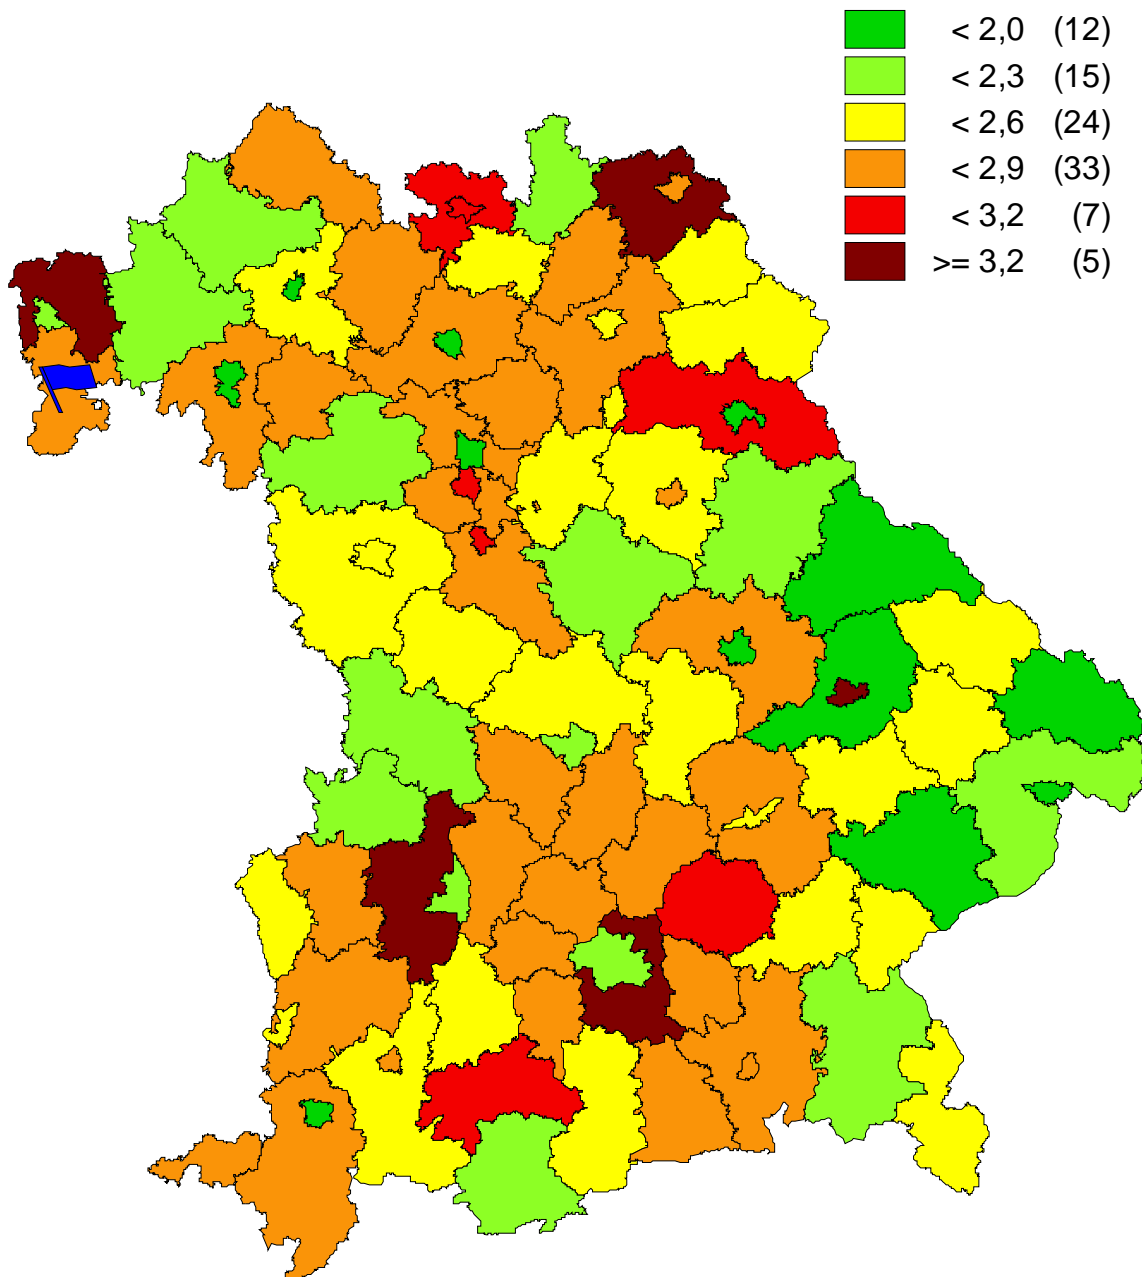 < 2,0 (12)
< 2,3 (15)
< 2,6 (24)
< 2,9 (33)
< 3,2 (7)
>= 3,2 (5)